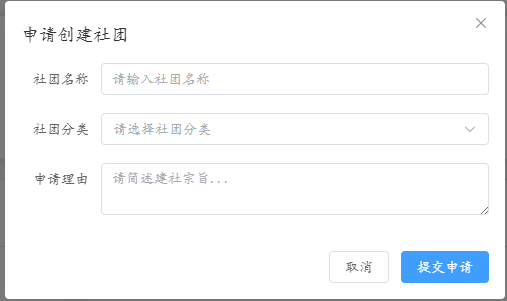 申请创建社团
社团名称 请输入社团名称
社团分类 请选择社团分类
申请理由 请简述建社宗旨...
取消 提交申请